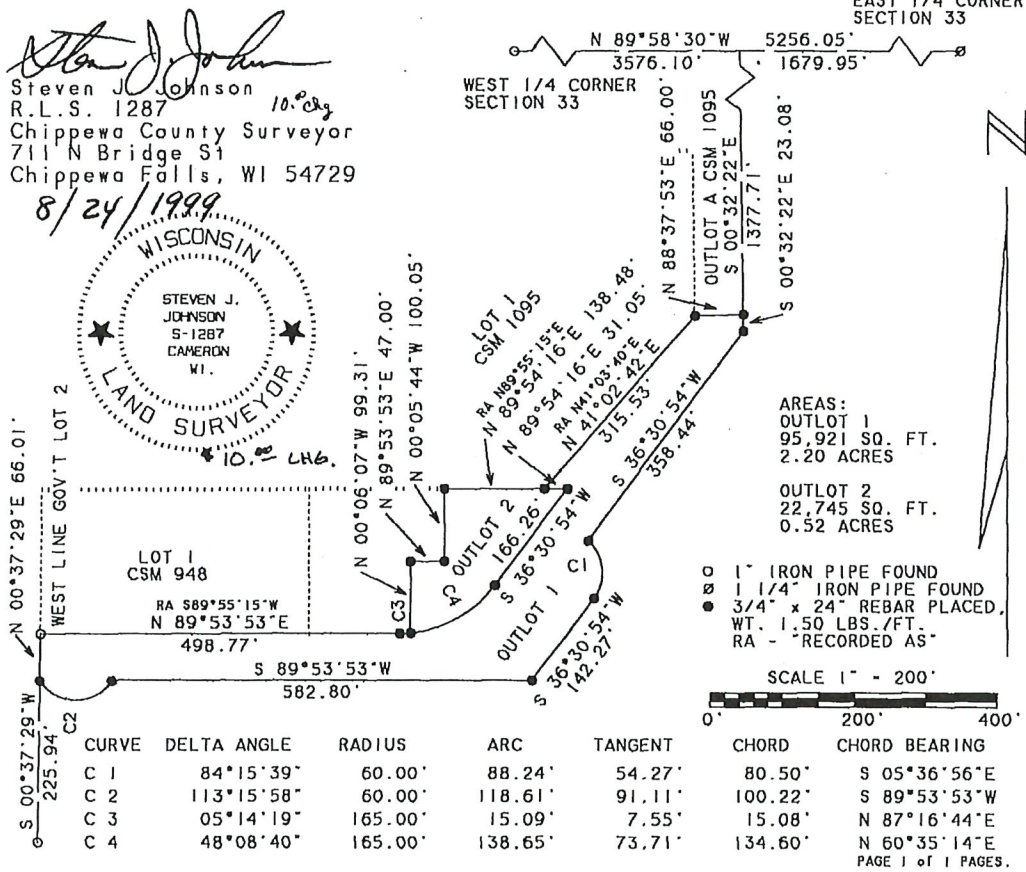 EAST 1/4 CORNER
SECTION 33
N 89°58'30"W 5256.05'
3576.10' 1679.95'
WEST 1/4 CORNER
SECTION 33
Steven J. Johnson
R.L.S. 1287
10.00 chg
Chippewa County Surveyor
711 N Bridge St
Chippewa Falls, WI 54729
8/24/1999
WISCONSIN
STEVEN J.
JOHNSON
S-1287
CAMERON
WI.
LAND SURVEYOR
10.00 LHG.
N 88°37'53"E 66.00'
OUTLOT A CSM 1095
S 00°32'22"E
1377.71'
S 00°32'22"E 23.08'
N 00°37'29"E 66.01'
WEST LINE GOV'T LOT 2
LOT 1
CSM 948
RA S89°55'15"W
N 89°53'53"E
498.77'
N 00°06'07"W 99.31'
N 89°53'53"E 47.00'
N 00°05'44"W 100.05'
LOT 1
CSM 1095
RA N89°55'15"E
N 89°54'16"E 138.48'
N 89°54'16"E 31.05'
RA N41°03'40"E
N 41°02'42"E
315.53'
S 36°30'54"W
358.44'
OUTLOT 2
166.26'
S 36°30'54"W
C3
C4
C1
OUTLOT 1
S 36°30'54"W
142.27'
S 89°53'53"W
582.80'
C2
S 00°37'29"W
225.94'
AREAS:
OUTLOT 1
95,921 SQ. FT.
2.20 ACRES
OUTLOT 2
22,745 SQ. FT.
0.52 ACRES
1" IRON PIPE FOUND
1 1/4" IRON PIPE FOUND
3/4" x 24" REBAR PLACED,
WT. 1.50 LBS./FT.
RA - "RECORDED AS"
SCALE 1" - 200'
0' 200' 400'
CURVE DELTA ANGLE RADIUS ARC TANGENT CHORD CHORD BEARING
C 1 84°15'39" 60.00' 88.24' 54.27' 80.50' S 05°36'56"E
C 2 113°15'58" 60.00' 118.61' 91.11' 100.22' S 89°53'53"W
C 3 05°14'19" 165.00' 15.09' 7.55' 15.08' N 87°16'44"E
C 4 48°08'40" 165.00' 138.65' 73.71' 134.60' N 60°35'14"E
PAGE 1 of 1 PAGES.